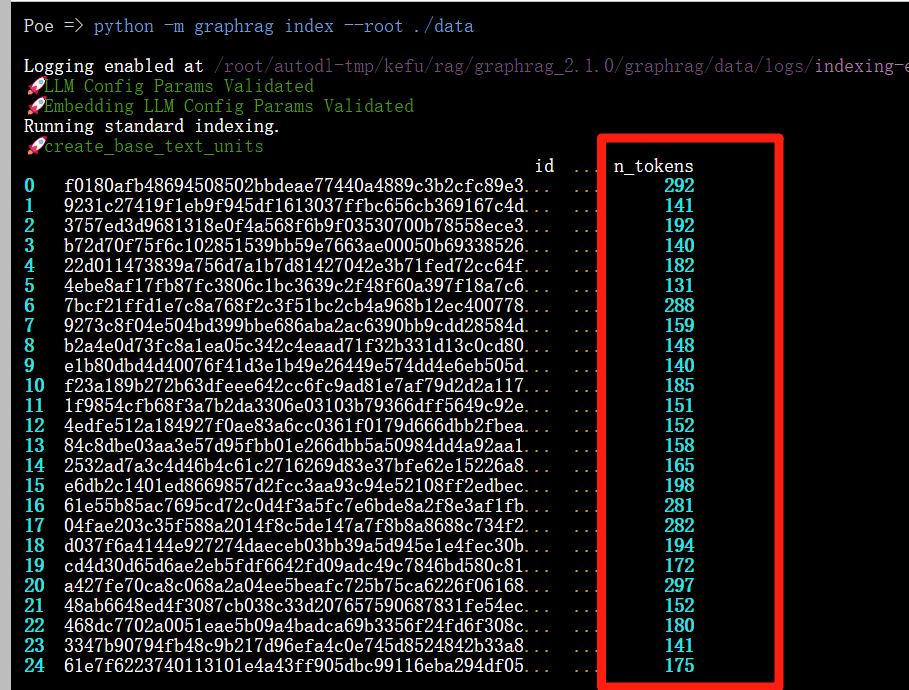 Poe => python -m graphrag index --root ./data
Logging enabled at /root/autodl-tmp/kefu/rag/graphrag_2.1.0/graphrag/data/logs/indexing-e
🚀LLM Config Params Validated
🚀Embedding LLM Config Params Validated
Running standard indexing.
🚀create_base_text_units
id ... n_tokens
0 f0180afb48694508502bbdeae77440a4889c3b2cfc89e3... ... 292
1 9231c27419f1eb9f945df1613037ffbc656cb369167c4d... ... 141
2 3757ed3d9681318e0f4a568f6b9f03530700b78558ece3... ... 192
3 b72d70f75f6c102851539bb59e7663ae00050b69338526... ... 140
4 22d011473839a756d7a1b7d81427042e3b71fed72cc64f... ... 182
5 4ebe8af17fb87fc3806c1bc3639c2f48f60a397f18a7c6... ... 131
6 7bcf21ffd1e7c8a768f2c3f51bc2cb4a968b12ec400778... ... 288
7 9273c8f04e504bd399bbe686aba2ac6390bb9cdd28584d... ... 159
8 b2a4e0d73fc8a1ea05c342c4eaad71f32b331d13c0cd80... ... 148
9 e1b80dbd4d40076f41d3e1b49e26449e574dd4e6eb505d... ... 140
10 f23a189b272b63dfeee642cc6fc9ad81e7af79d2d2a117... ... 185
11 1f9854cfb68f3a7b2da3306e03103b79366dff5649c92e... ... 151
12 4edfe512a184927f0ae83a6cc0361f0179d666dbb2fbea... ... 152
13 84c8dbe03aa3e57d95fbb01e266dbb5a50984dd4a92aa1... ... 158
14 2532ad7a3c4d46b4c61c2716269d83e37bfe62e15226a8... ... 165
15 e6db2c1401ed8669857d2fcc3aa93c94e52108ff2edbec... ... 198
16 61e55b85ac7695cd72c0d4f3a5fc7e6bde8a2f8e3af1fb... ... 281
17 04fae203c35f588a2014f8c5de147a7f8b8a8688c734f2... ... 282
18 d037f6a4144e927274daeceb03bb39a5d945e1e4fec30b... ... 194
19 cd4d30d65d6ae2eb5fdf6642fd09adc49c7846bd580c81... ... 172
20 a427fe70ca8c068a2a04ee5beafc725b75ca6226f06168... ... 297
21 48ab6648ed4f3087cb038c33d207657590687831fe54ec... ... 152
22 468dc7702a0051eae5b09a4badca69b3356f24fd6f308c... ... 180
23 3347b90794fb48c9b217d96efa4c0e745d8524842b33a8... ... 141
24 61e7f6223740113101e4a43ff905dbc99116eba294df05... ... 175